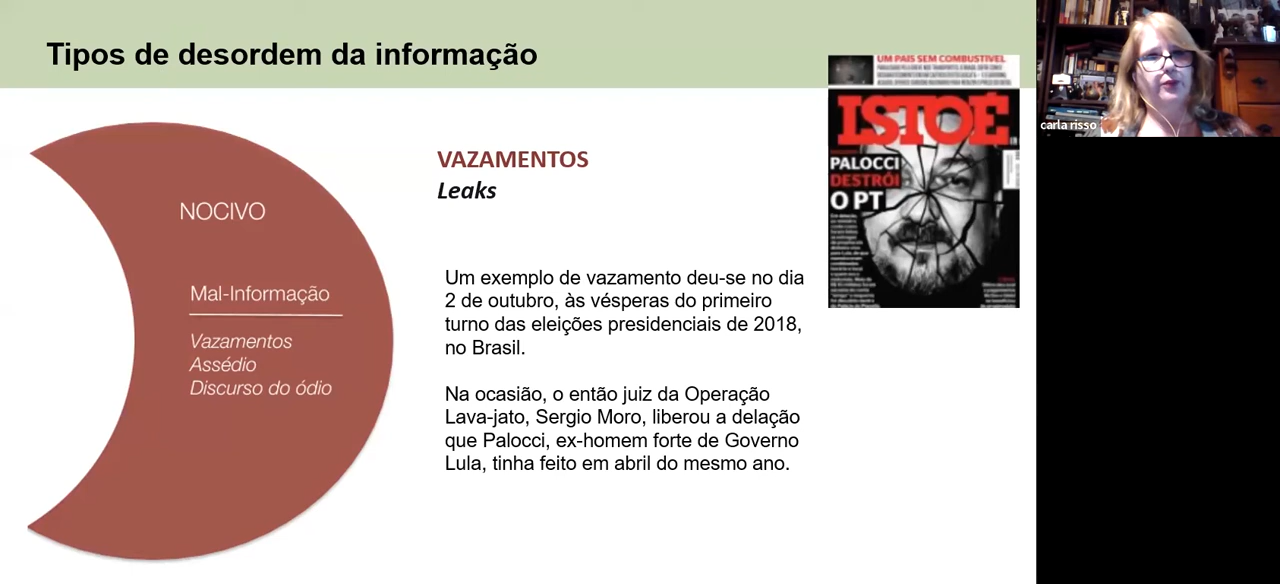 Tipos de desordem da informação
NOCIVO
Mal-Informação
Vazamentos
Assédio
Discurso do ódio
VAZAMENTOS
Leaks
Um exemplo de vazamento deu-se no dia
2 de outubro, às vésperas do primeiro
turno das eleições presidenciais de 2018,
no Brasil.
Na ocasião, o então juiz da Operação
Lava-jato, Sergio Moro, liberou a delação
que Palocci, ex-homem forte de Governo
Lula, tinha feito em abril do mesmo ano.
UM PAÍS SEM COMBUSTÍVEL
ISTOÉ
PALOCCI
DESTRÓI
O PT
carla risso